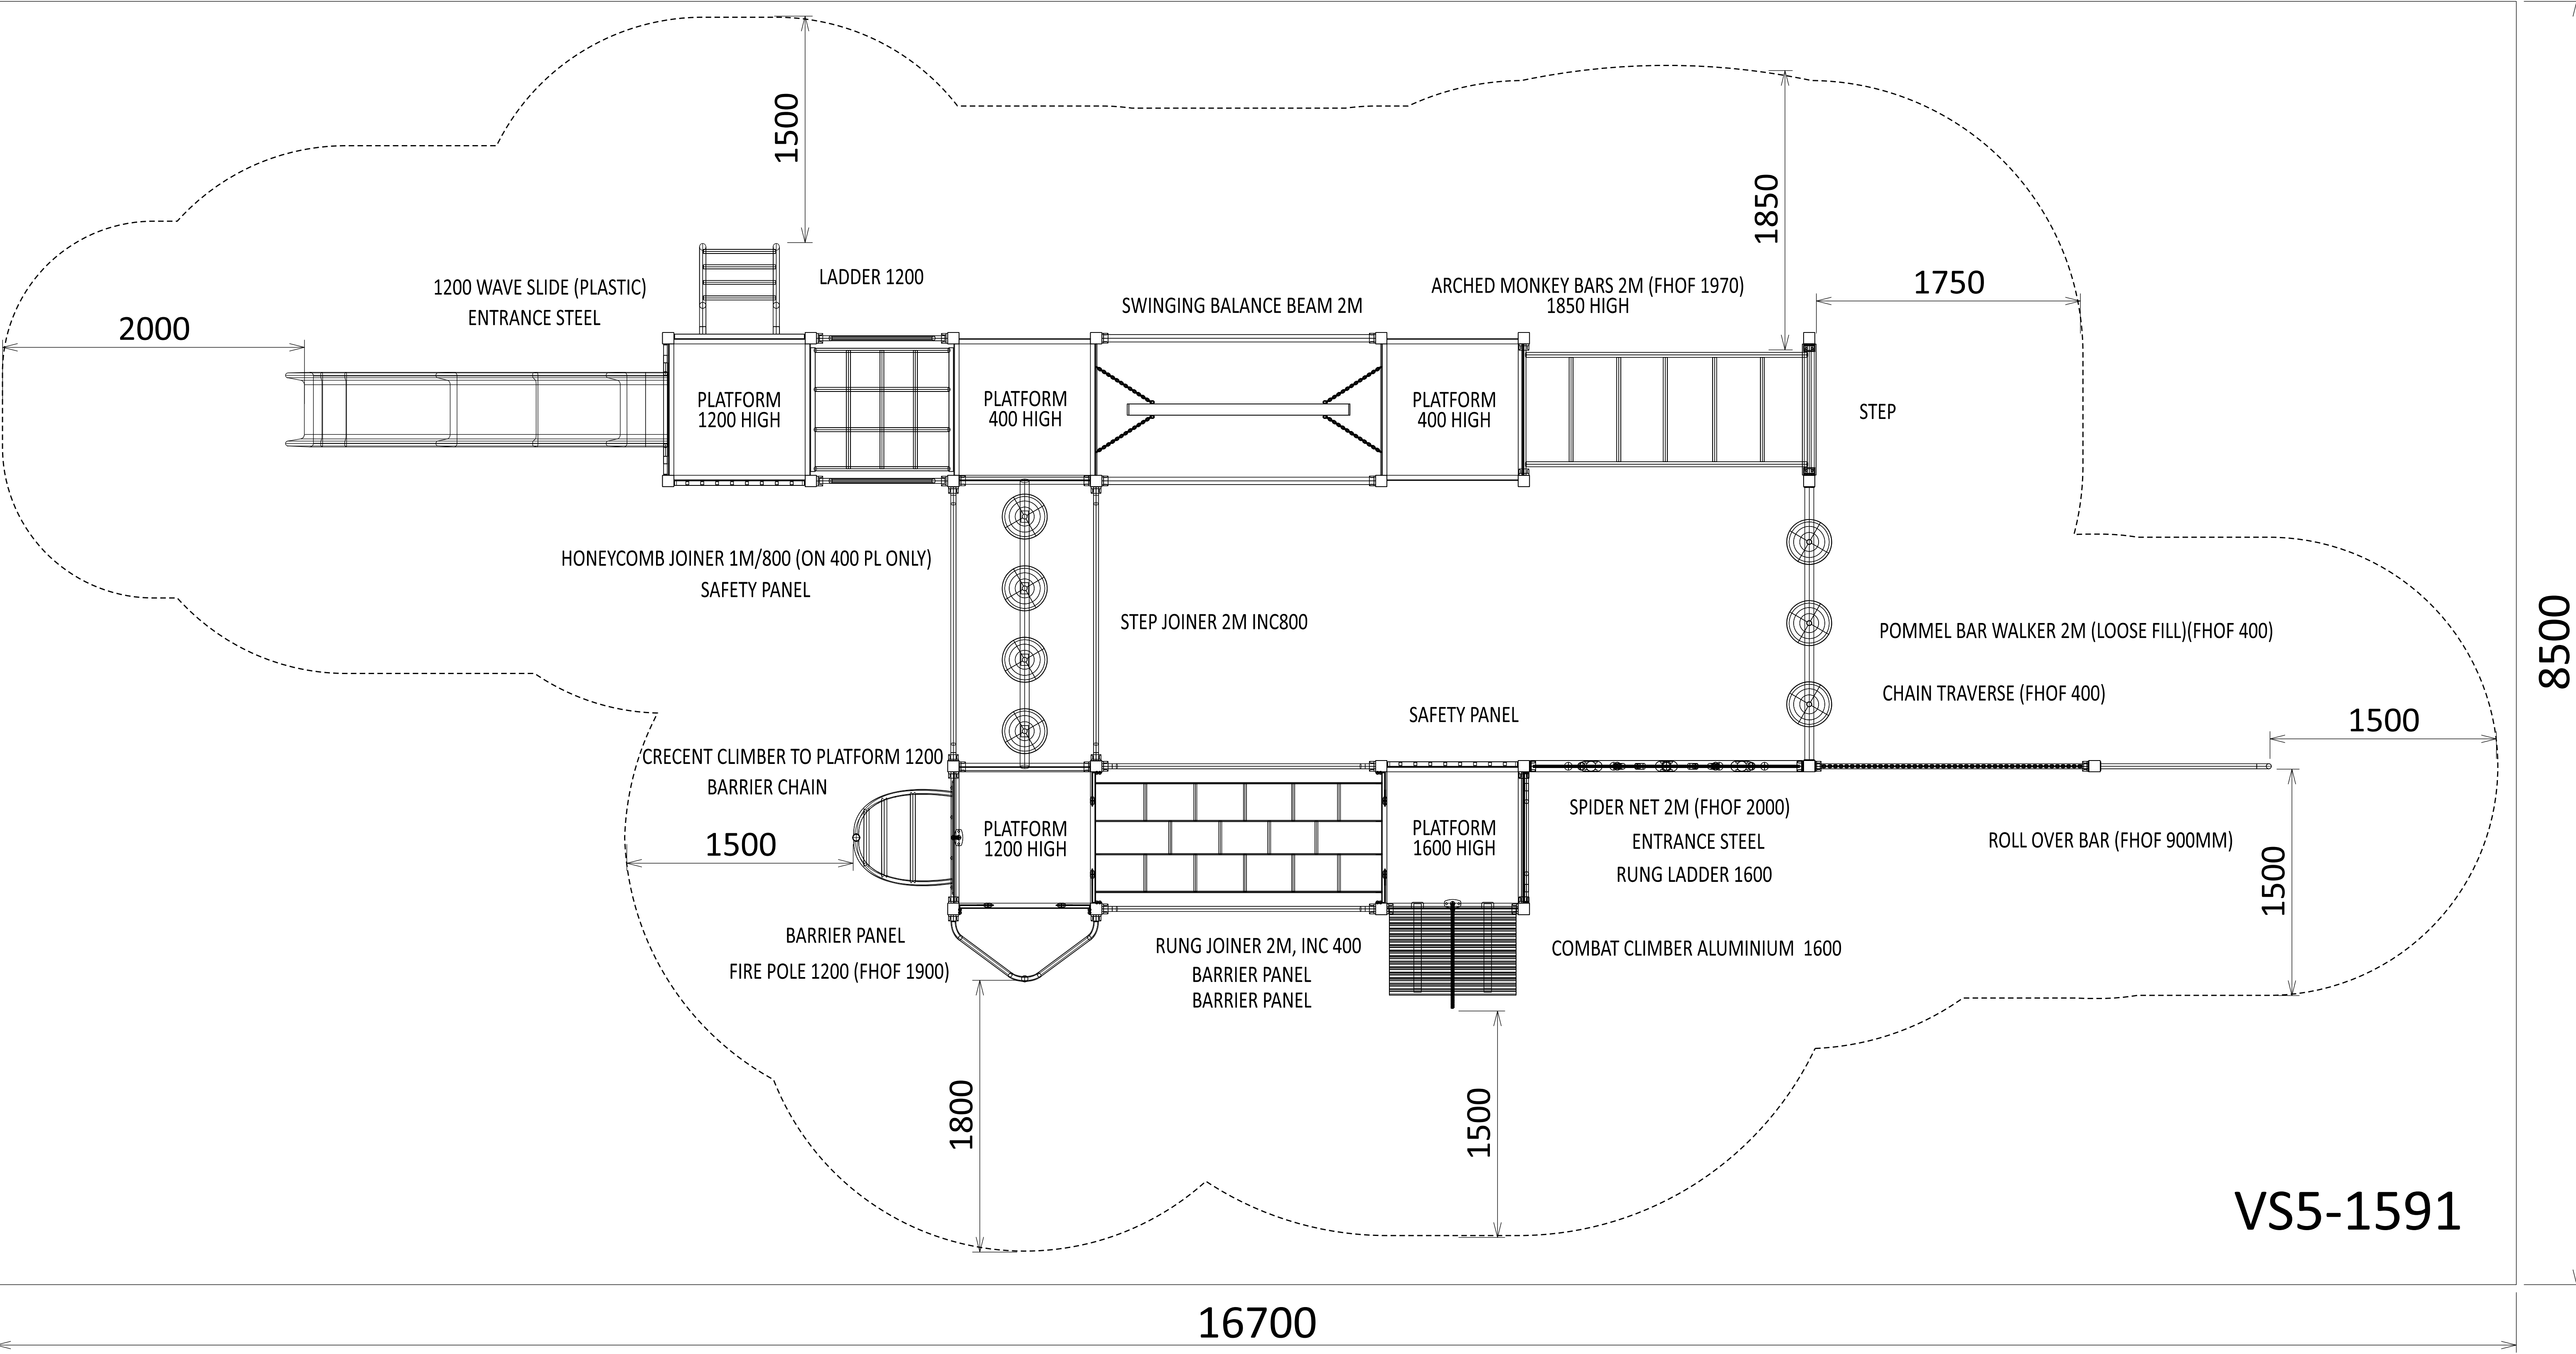 1500
1850
1750
2000
1200 WAVE SLIDE (PLASTIC)
ENTRANCE STEEL
LADDER 1200
SWINGING BALANCE BEAM 2M
ARCHED MONKEY BARS 2M (FHOF 1970)
1850 HIGH
PLATFORM
1200 HIGH
PLATFORM
400 HIGH
PLATFORM
400 HIGH
STEP
HONEYCOMB JOINER 1M/800 (ON 400 PL ONLY)
SAFETY PANEL
STEP JOINER 2M INC800
POMMEL BAR WALKER 2M (LOOSE FILL)(FHOF 400)
CHAIN TRAVERSE (FHOF 400)
8500
SAFETY PANEL
1500
CRECENT CLIMBER TO PLATFORM 1200
BARRIER CHAIN
1500
PLATFORM
1200 HIGH
PLATFORM
1600 HIGH
SPIDER NET 2M (FHOF 2000)
ENTRANCE STEEL
RUNG LADDER 1600
ROLL OVER BAR (FHOF 900MM)
1500
BARRIER PANEL
FIRE POLE 1200 (FHOF 1900)
RUNG JOINER 2M, INC 400
BARRIER PANEL
BARRIER PANEL
COMBAT CLIMBER ALUMINIUM  1600
1800
1500
VS5-1591
16700